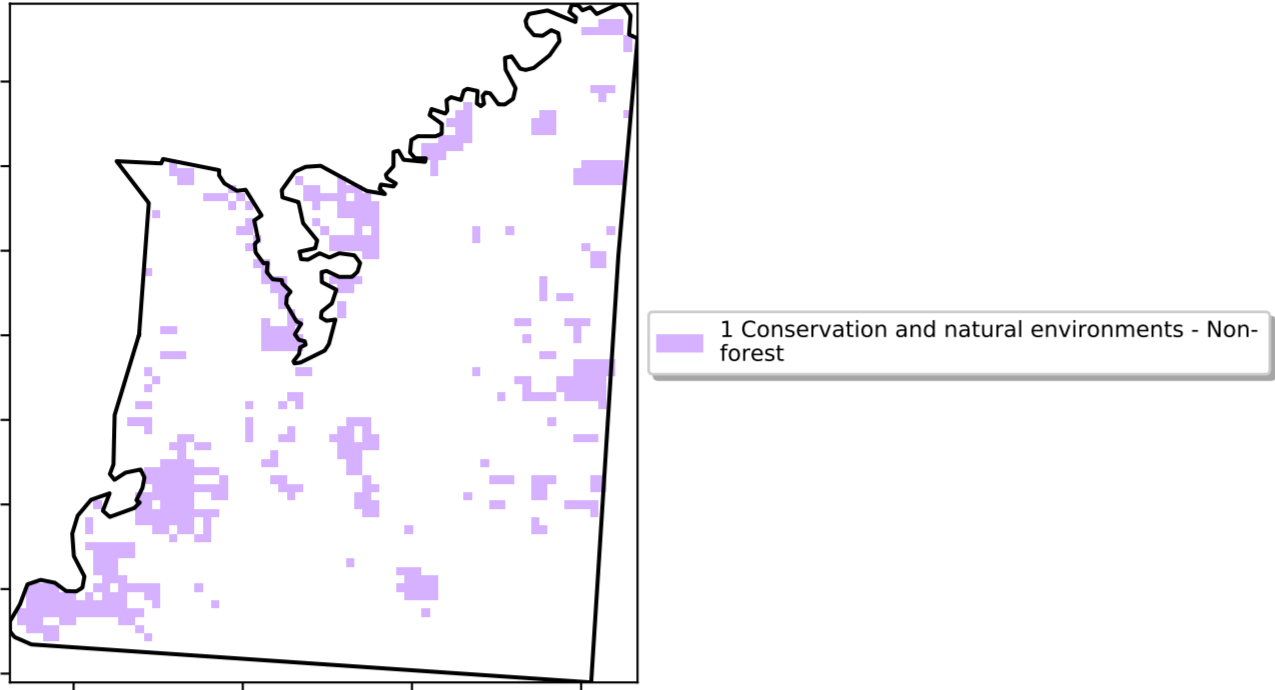 1 Conservation and natural environments - Non-
forest